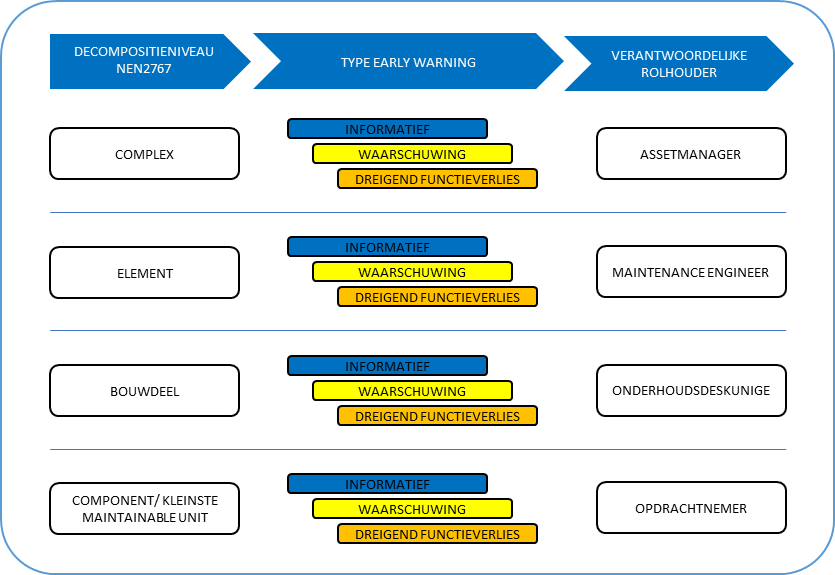 DECOMPOSITIENIVEAU
NEN2767
TYPE EARLY WARNING
VERANTWOORDELIJKE
ROLHOUDER
COMPLEX
INFORMATIEF
WAARSCHUWING
DREIGEND FUNCTIEVERLIES
ASSETMANAGER
ELEMENT
INFORMATIEF
WAARSCHUWING
DREIGEND FUNCTIEVERLIES
MAINTENANCE ENGINEER
BOUWDEEL
INFORMATIEF
WAARSCHUWING
DREIGEND FUNCTIEVERLIES
ONDERHOUDSDESKUNIGE
COMPONENT/ KLEINSTE
MAINTAINABLE UNIT
INFORMATIEF
WAARSCHUWING
DREIGEND FUNCTIEVERLIES
OPDRACHTNEMER